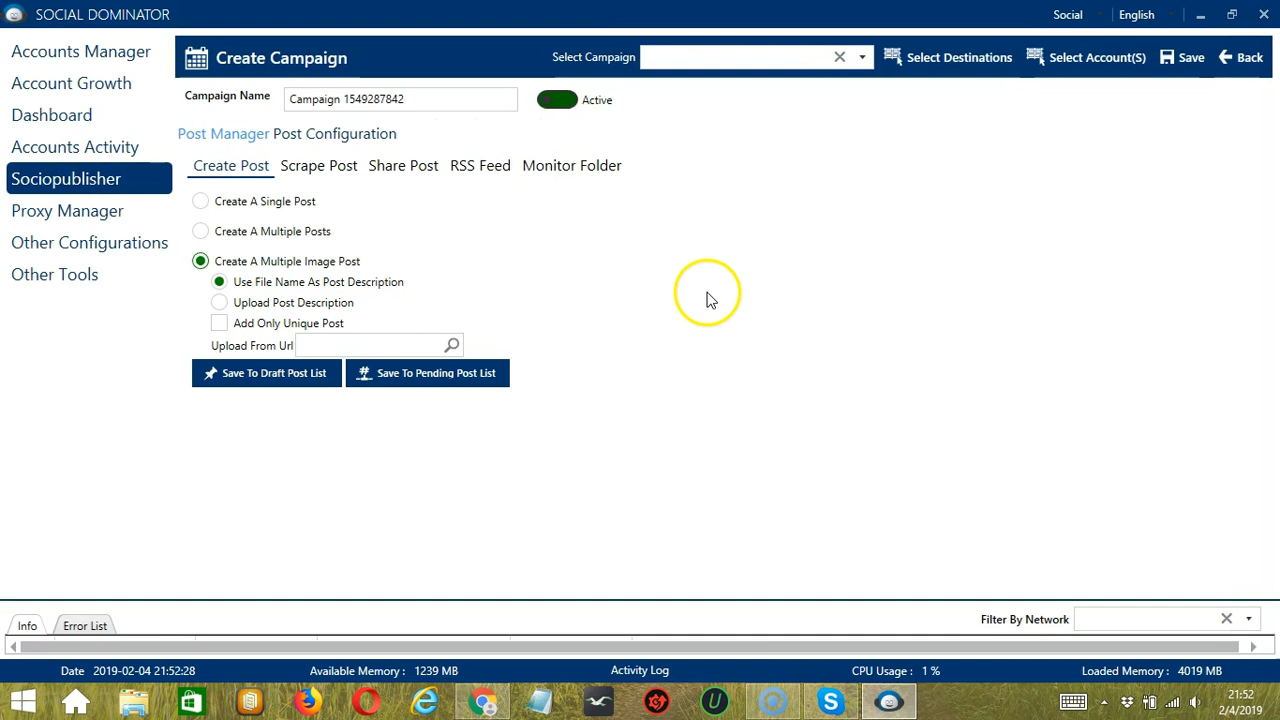 SOCIAL DOMINATOR
Social
English
Accounts Manager
Account Growth
Dashboard
Accounts Activity
Sociopublisher
Proxy Manager
Other Configurations
Other Tools
Create Campaign
Select Campaign
Select Destinations
Select Account(S)
Save
Back
Campaign Name
Campaign 1549287842
Active
Post Manager Post Configuration
Create Post
Scrape Post
Share Post
RSS Feed
Monitor Folder
Create A Single Post
Create A Multiple Posts
Create A Multiple Image Post
Use File Name As Post Description
Upload Post Description
Add Only Unique Post
Upload From Url
Save To Draft Post List
Save To Pending Post List
Info
Error List
Filter By Network
Date 2019-02-04 21:52:28
Available Memory : 1239 MB
Activity Log
CPU Usage : 1 %
Loaded Memory : 4019 MB
21:52
2/4/2019